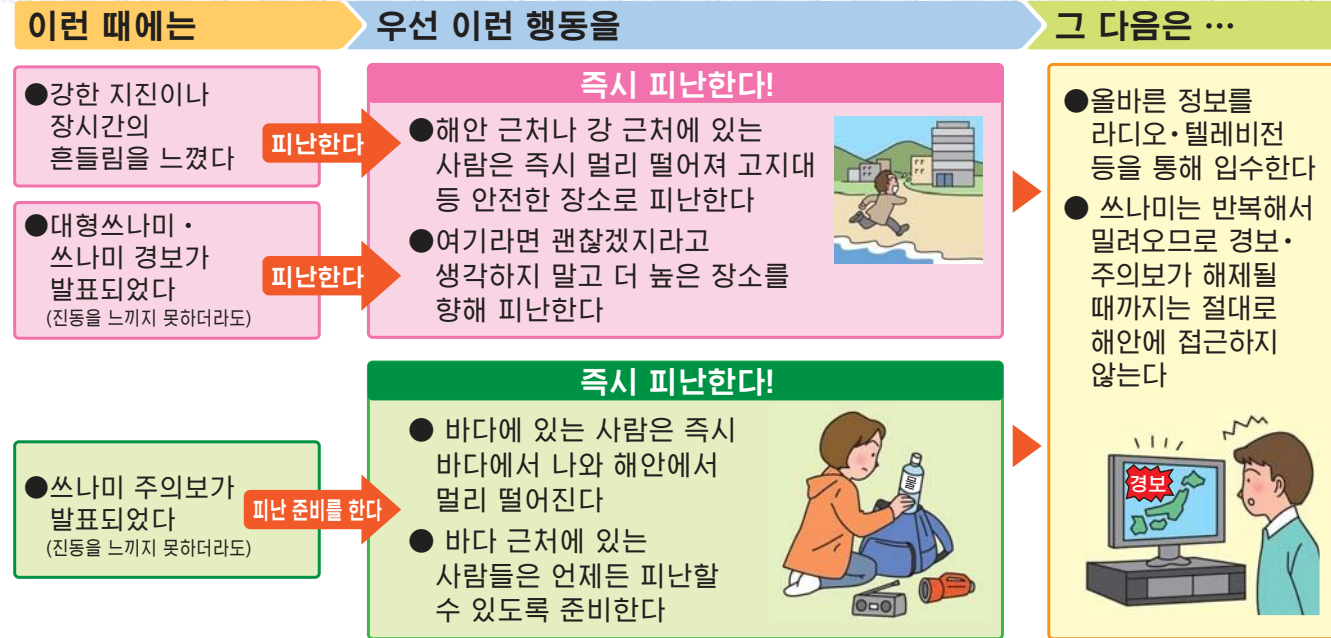 이런 때에는
우선 이런 행동을
그 다음은 …
●강한 지진이나
장시간의
흔들림을 느꼈다
피난한다
●대형쓰나미・
쓰나미 경보가
발표되었다
(진동을 느끼지 못하더라도)
피난한다
즉시 피난한다!
●해안 근처나 강 근처에 있는
사람은 즉시 멀리 떨어져 고지대
등 안전한 장소로 피난한다
●여기라면 괜찮겠지라고
생각하지 말고 더 높은 장소를
향해 피난한다
●쓰나미 주의보가
발표되었다
(진동을 느끼지 못하더라도)
피난 준비를 한다
즉시 피난한다!
● 바다에 있는 사람은 즉시
바다에서 나와 해안에서
멀리 떨어진다
● 바다 근처에 있는
사람들은 언제든 피난할
수 있도록 준비한다
물
●올바른 정보를
라디오・텔레비전
등을 통해 입수한다
● 쓰나미는 반복해서
밀려오므로 경보・
주의보가 해제될
때까지는 절대로
해안에 접근하지
않는다
경보